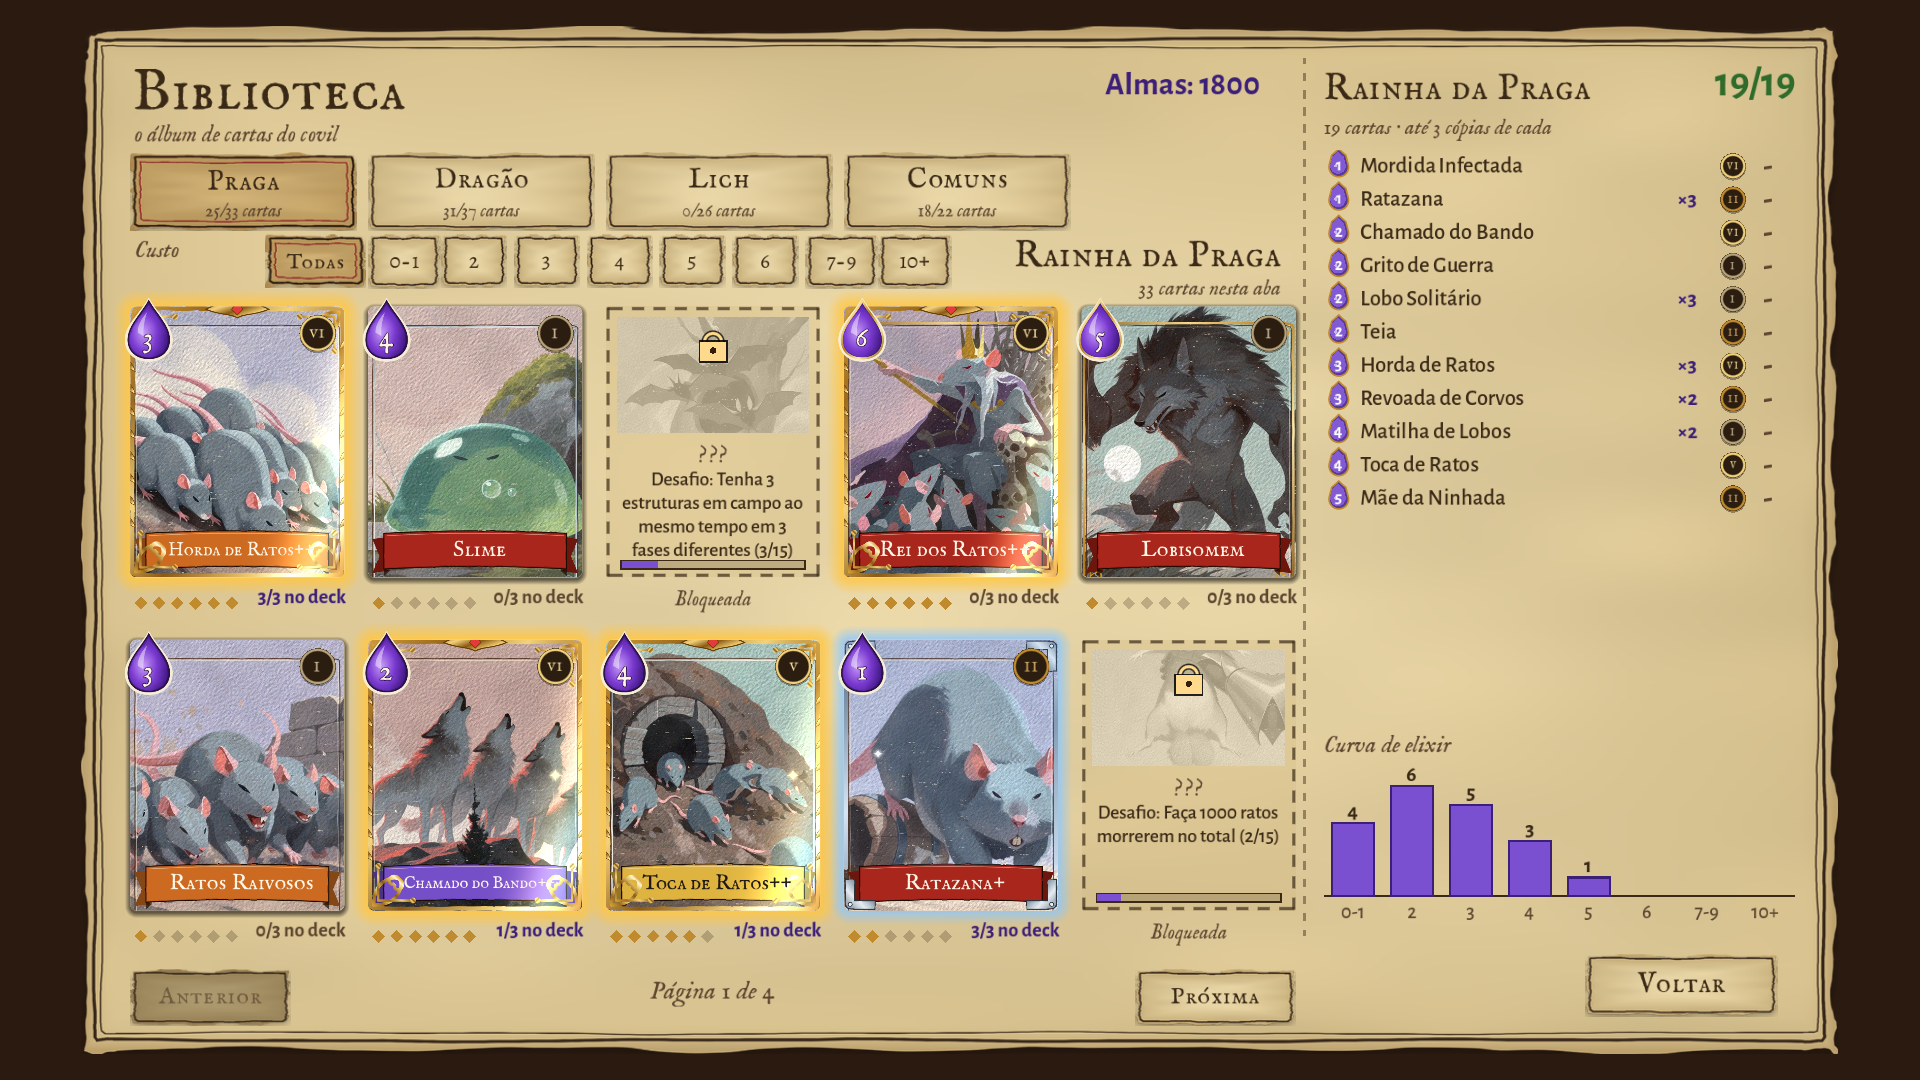 Biblioteca
o álbum de cartas do covil
Almas: 1800
Praga
25/33 cartas
Dragão
31/37 cartas
Lich
0/26 cartas
Comuns
18/22 cartas
Custo
Todas
0-1
2
3
4
5
6
7-9
10+
Rainha da Praga
33 cartas nesta aba
3
VI
Horda de Ratos+
3/3 no deck
4
I
Slime
0/3 no deck
???
Desafio: Tenha 3
estruturas em campo ao
mesmo tempo em 3
fases diferentes (3/15)
Bloqueada
6
VI
Rei dos Ratos+
0/3 no deck
5
I
Lobisomem
0/3 no deck
3
I
Ratos Raivosos
0/3 no deck
2
VI
Chamado do Bando+
1/3 no deck
4
V
Toca de Ratos++
1/3 no deck
1
II
Ratazana+
3/3 no deck
???
Desafio: Faça 1000 ratos
morrerem no total (2/15)
Bloqueada
Anterior
Página 1 de 4
Próxima
Rainha da Praga
19/19
19 cartas · até 3 cópias de cada
1 Mordida Infectada VI –
1 Ratazana ×3 II –
2 Chamado do Bando VI –
2 Grito de Guerra I –
2 Lobo Solitário ×3 I –
2 Teia II –
3 Horda de Ratos ×3 VI –
3 Revoada de Corvos ×2 II –
4 Matilha de Lobos ×2 I –
4 Toca de Ratos V –
5 Mãe da Ninhada II –
Curva de elixir
4 6 5 3 1
0-1 2 3 4 5 6 7-9 10+
Voltar